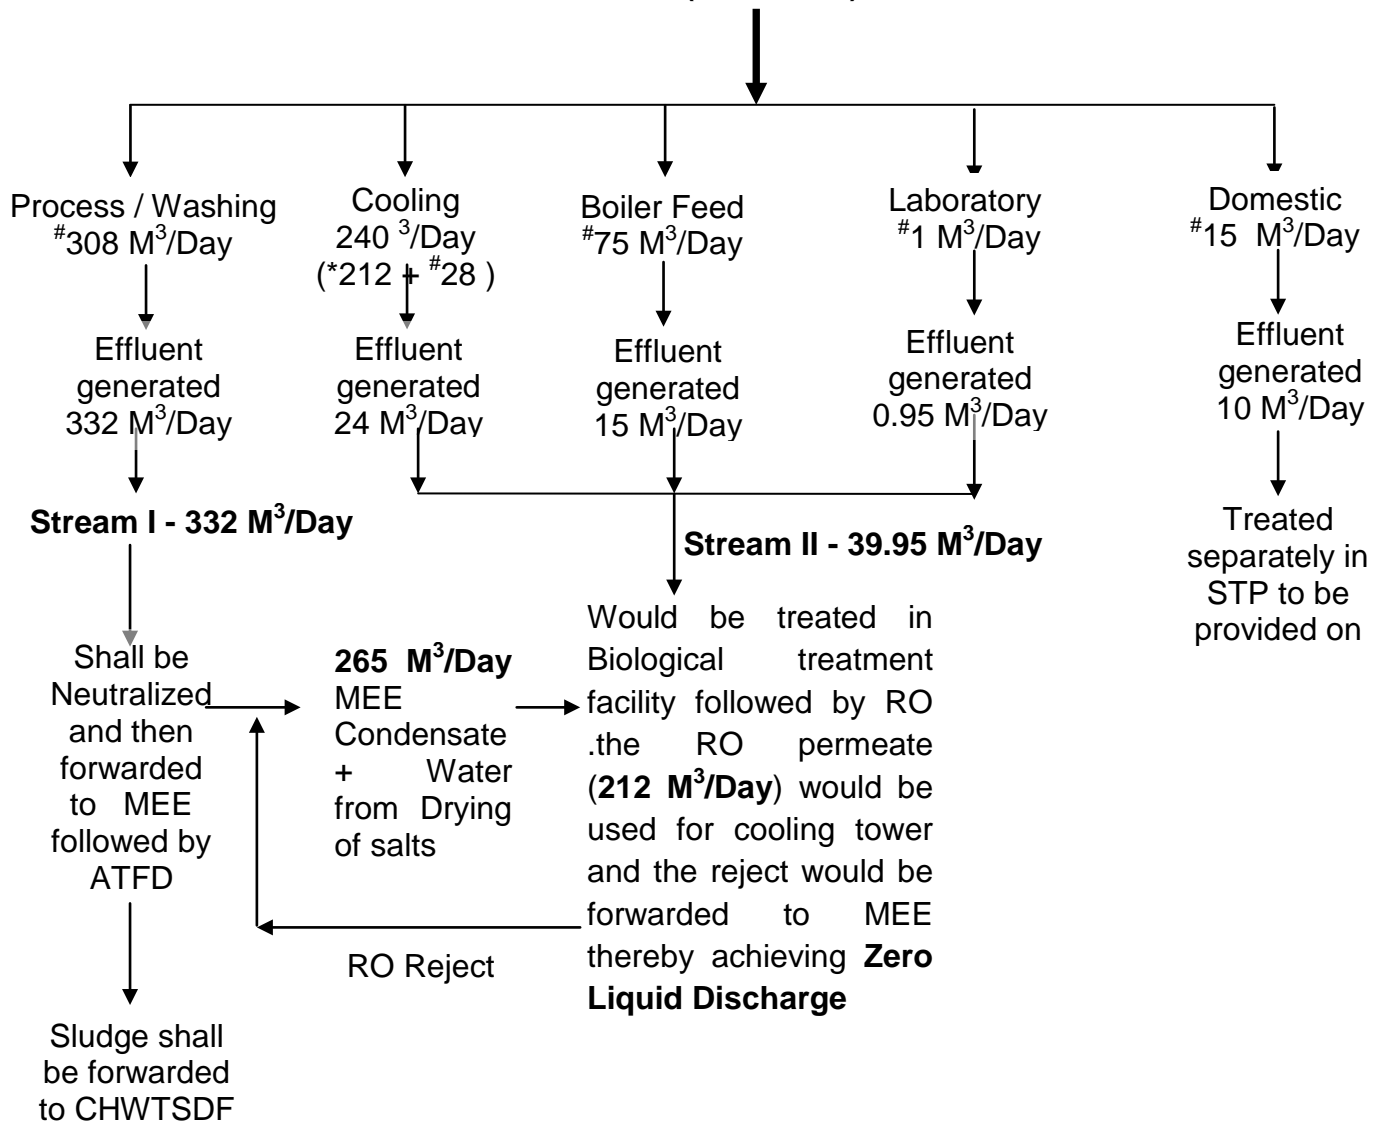 Process / Washing
#308 M³/Day
Cooling
240 ³/Day
(*212 + #28 )
Boiler Feed
#75 M³/Day
Laboratory
#1 M³/Day
Domestic
#15 M³/Day
Effluent
generated
332 M³/Day
Effluent
generated
24 M³/Day
Effluent
generated
15 M³/Day
Effluent
generated
0.95 M³/Day
Effluent
generated
10 M³/Day
Stream I - 332 M³/Day
Stream II - 39.95 M³/Day
Treated
separately in
STP to be
provided on
Shall be
Neutralized
and then
forwarded
to MEE
followed by
ATFD
265 M³/Day
MEE
Condensate
+ Water
from Drying
of salts
Would be treated in
Biological treatment
facility followed by RO
.the RO permeate
(212 M³/Day) would be
used for cooling tower
and the reject would be
forwarded to MEE
thereby achieving Zero
Liquid Discharge
RO Reject
Sludge shall
be forwarded
to CHWTSDF